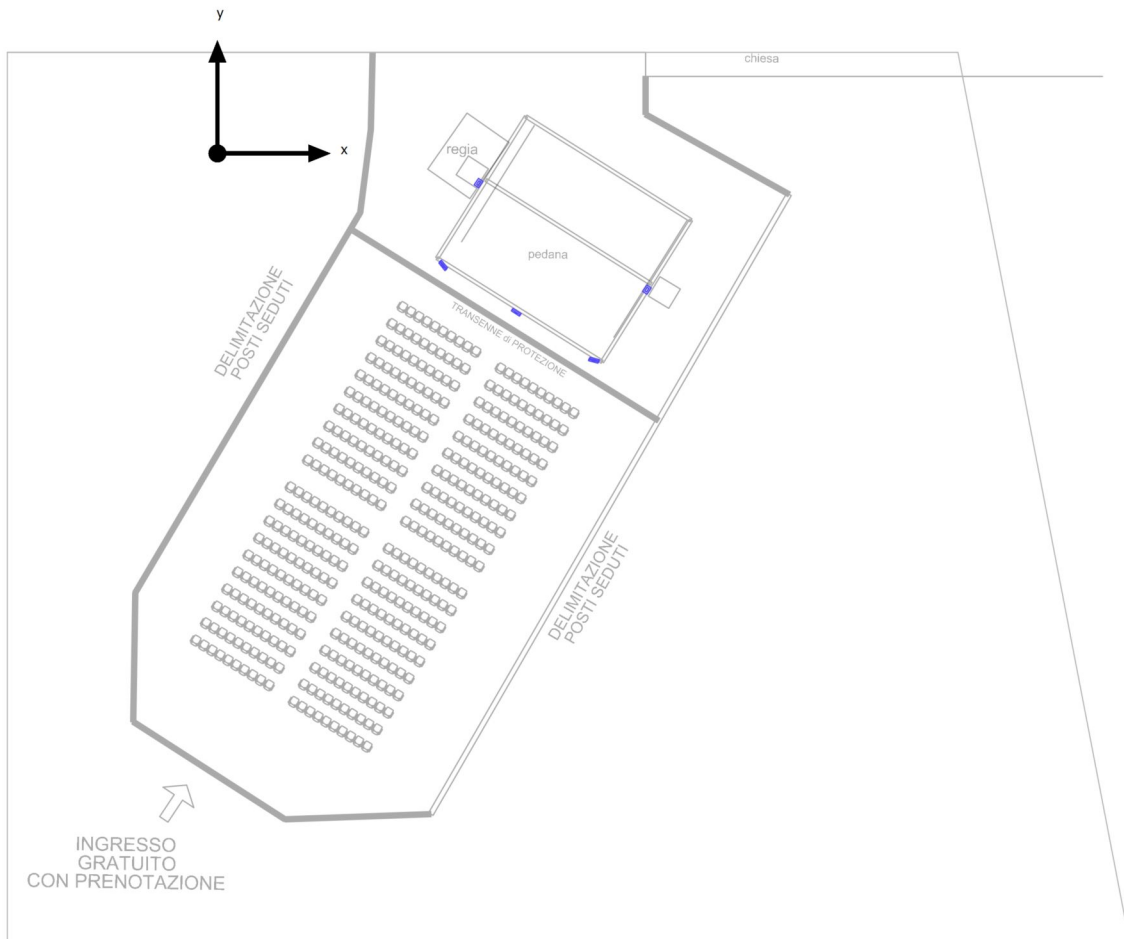 y
x
chiesa
regia
pedana
DELIMITAZIONE
POSTI SEDUTI
TRANSENNE di PROTEZIONE
DELIMITAZIONE
POSTI SEDUTI
INGRESSO
GRATUITO
CON PRENOTAZIONE